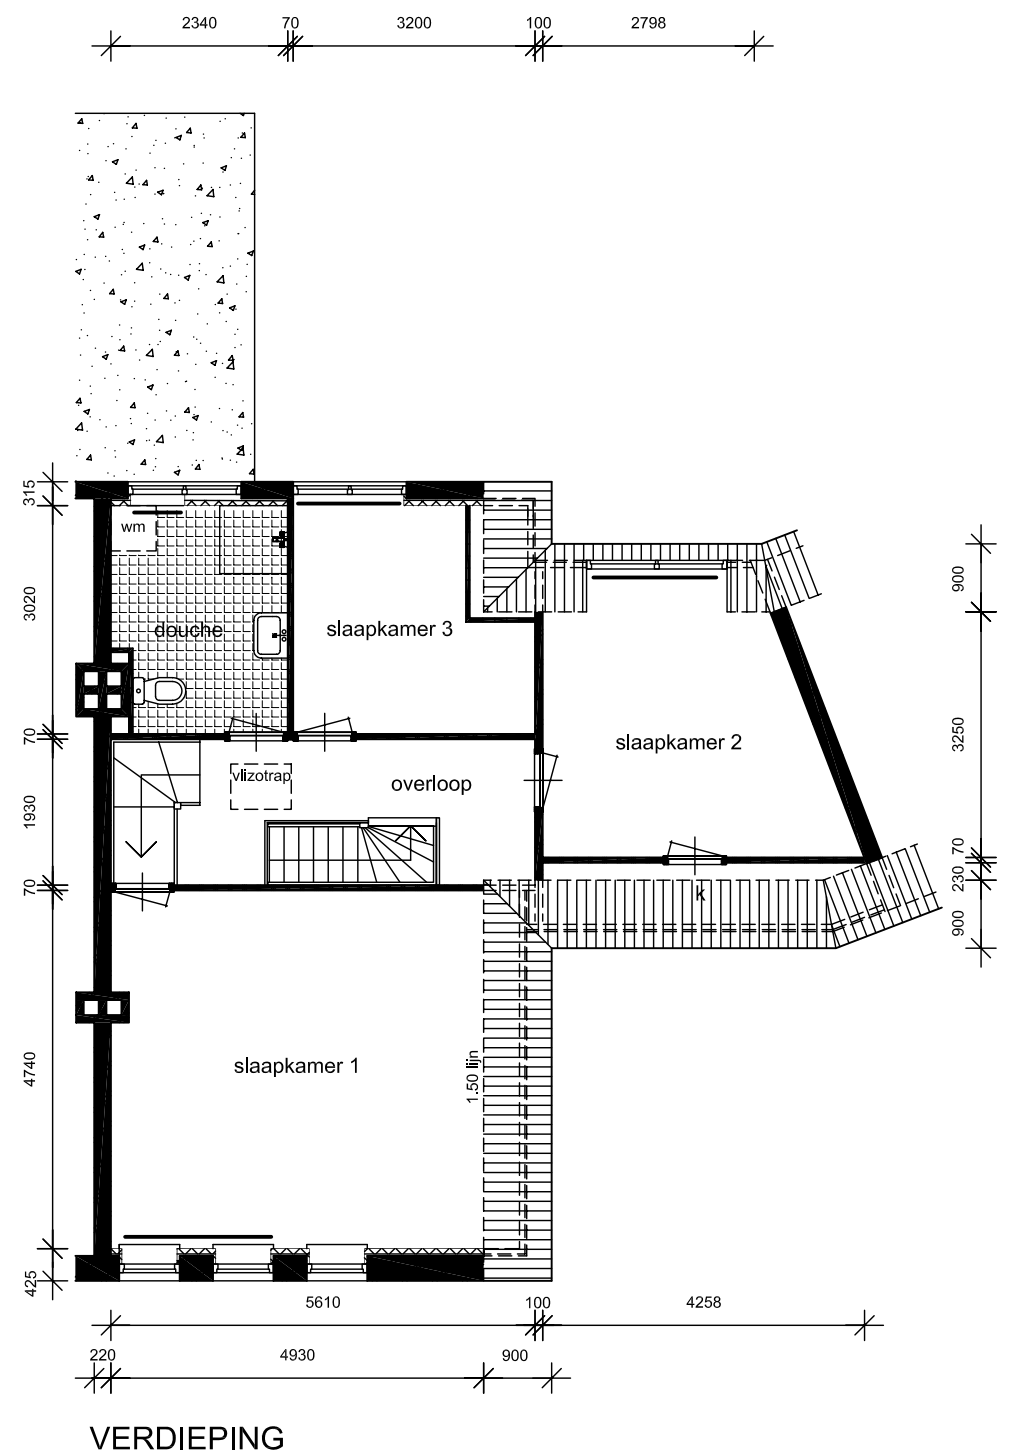 2340 70 3200 100 2798
315
wm
900
3020
douche
slaapkamer 3
slaapkamer 2
3250
70
vlizotrap
overloop
1930
70
70
230
k
900
slaapkamer 1
1.50 lijn
4740
425
5610 100 4258
220 4930 900
VERDIEPING